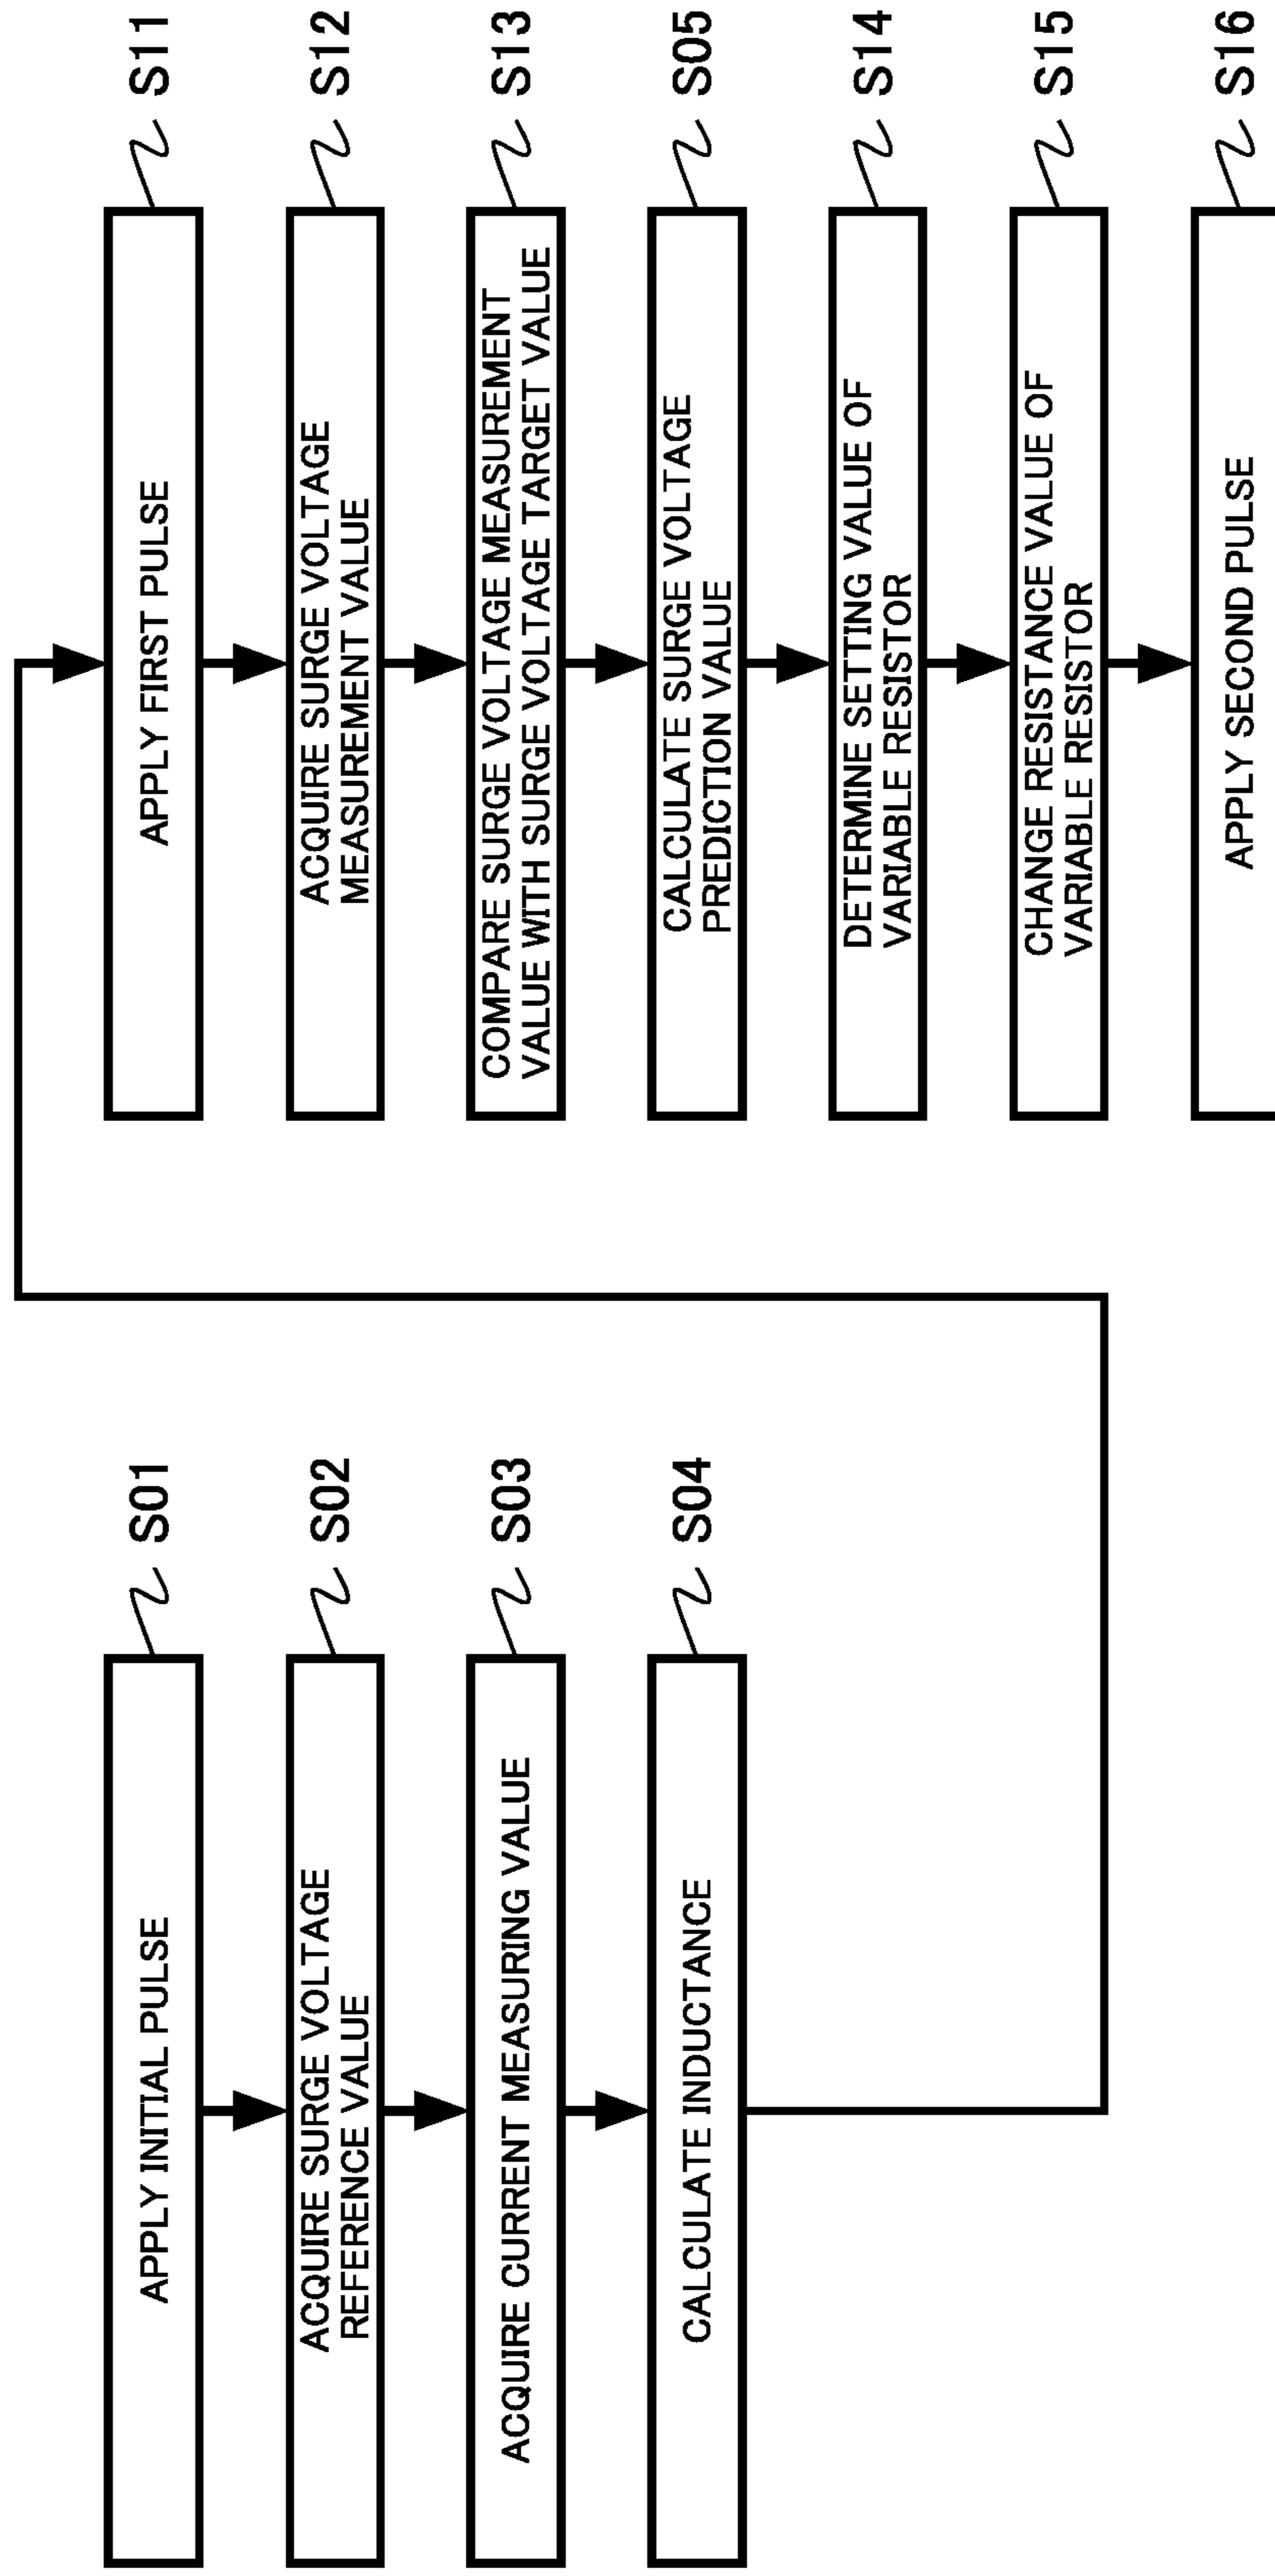 APPLY INITIAL PULSE
S01
ACQUIRE SURGE VOLTAGE
REFERENCE VALUE
S02
ACQUIRE CURRENT MEASURING VALUE
S03
CALCULATE INDUCTANCE
S04
APPLY FIRST PULSE
S11
ACQUIRE SURGE VOLTAGE
MEASUREMENT VALUE
S12
COMPARE SURGE VOLTAGE MEASUREMENT
VALUE WITH SURGE VOLTAGE TARGET VALUE
S13
CALCULATE SURGE VOLTAGE
PREDICTION VALUE
S05
DETERMINE SETTING VALUE OF
VARIABLE RESISTOR
S14
CHANGE RESISTANCE VALUE OF
VARIABLE RESISTOR
S15
APPLY SECOND PULSE
S16